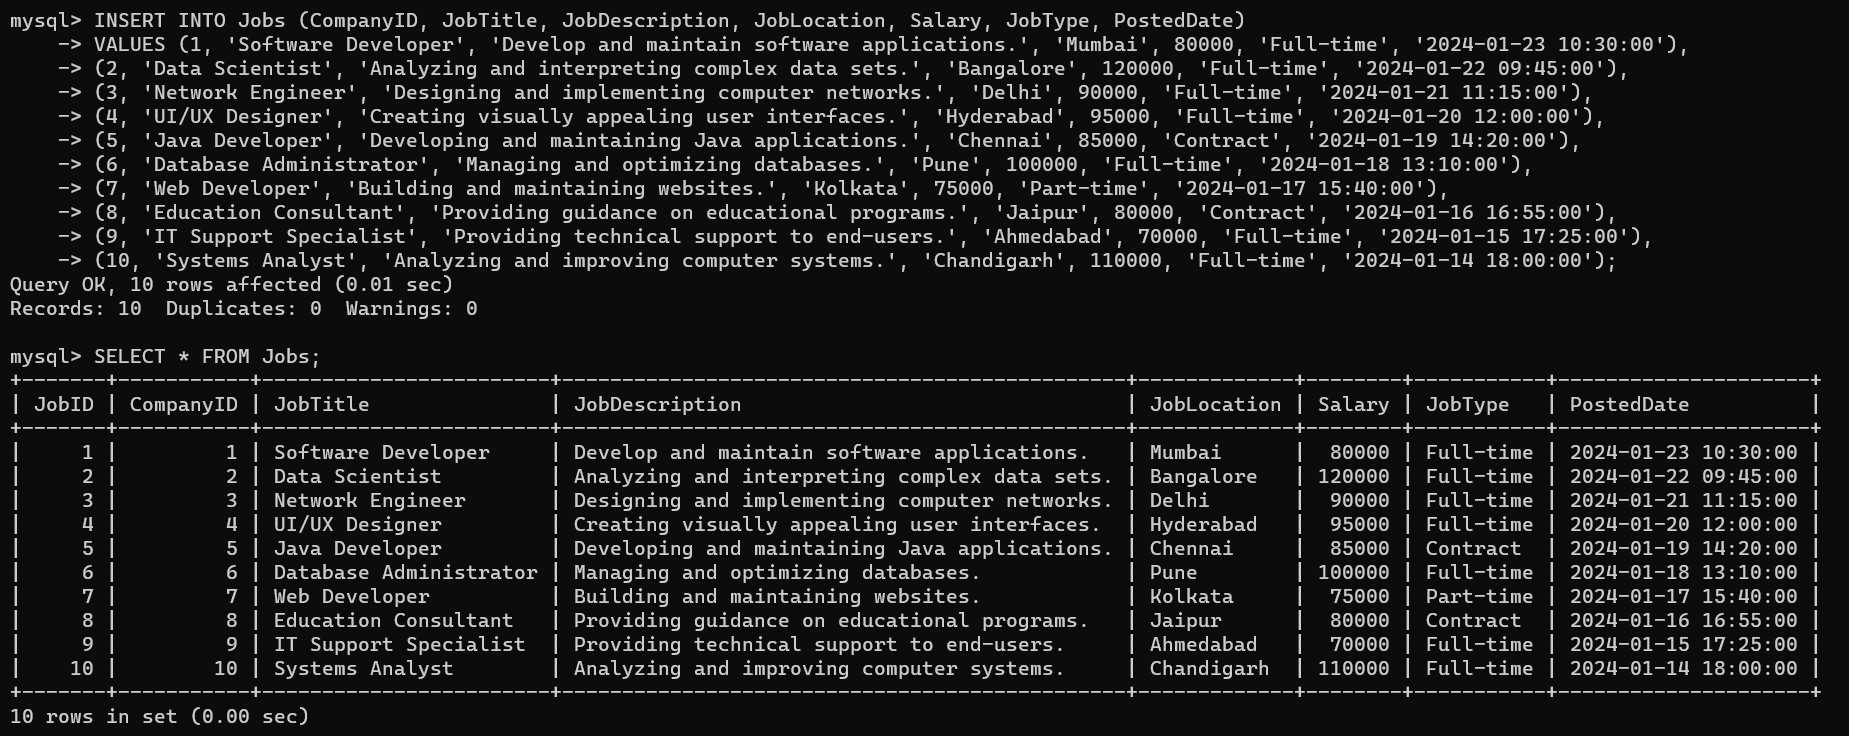 mysql> INSERT INTO Jobs (CompanyID, JobTitle, JobDescription, JobLocation, Salary, JobType, PostedDate)
    -> VALUES (1, 'Software Developer', 'Develop and maintain software applications.', 'Mumbai', 80000, 'Full-time', '2024-01-23 10:30:00'),
    -> (2, 'Data Scientist', 'Analyzing and interpreting complex data sets.', 'Bangalore', 120000, 'Full-time', '2024-01-22 09:45:00'),
    -> (3, 'Network Engineer', 'Designing and implementing computer networks.', 'Delhi', 90000, 'Full-time', '2024-01-21 11:15:00'),
    -> (4, 'UI/UX Designer', 'Creating visually appealing user interfaces.', 'Hyderabad', 95000, 'Full-time', '2024-01-20 12:00:00'),
    -> (5, 'Java Developer', 'Developing and maintaining Java applications.', 'Chennai', 85000, 'Contract', '2024-01-19 14:20:00'),
    -> (6, 'Database Administrator', 'Managing and optimizing databases.', 'Pune', 100000, 'Full-time', '2024-01-18 13:10:00'),
    -> (7, 'Web Developer', 'Building and maintaining websites.', 'Kolkata', 75000, 'Part-time', '2024-01-17 15:40:00'),
    -> (8, 'Education Consultant', 'Providing guidance on educational programs.', 'Jaipur', 80000, 'Contract', '2024-01-16 16:55:00'),
    -> (9, 'IT Support Specialist', 'Providing technical support to end-users.', 'Ahmedabad', 70000, 'Full-time', '2024-01-15 17:25:00'),
    -> (10, 'Systems Analyst', 'Analyzing and improving computer systems.', 'Chandigarh', 110000, 'Full-time', '2024-01-14 18:00:00');
Query OK, 10 rows affected (0.01 sec)
Records: 10  Duplicates: 0  Warnings: 0

mysql> SELECT * FROM Jobs;
+-------+-----------+------------------------+-----------------------------------------------+-------------+--------+-----------+---------------------+
| JobID | CompanyID | JobTitle               | JobDescription                                | JobLocation | Salary | JobType   | PostedDate          |
+-------+-----------+------------------------+-----------------------------------------------+-------------+--------+-----------+---------------------+
|     1 |         1 | Software Developer     | Develop and maintain software applications.   | Mumbai      |  80000 | Full-time | 2024-01-23 10:30:00 |
|     2 |         2 | Data Scientist         | Analyzing and interpreting complex data sets. | Bangalore   | 120000 | Full-time | 2024-01-22 09:45:00 |
|     3 |         3 | Network Engineer       | Designing and implementing computer networks. | Delhi       |  90000 | Full-time | 2024-01-21 11:15:00 |
|     4 |         4 | UI/UX Designer         | Creating visually appealing user interfaces.  | Hyderabad   |  95000 | Full-time | 2024-01-20 12:00:00 |
|     5 |         5 | Java Developer         | Developing and maintaining Java applications. | Chennai     |  85000 | Contract  | 2024-01-19 14:20:00 |
|     6 |         6 | Database Administrator | Managing and optimizing databases.            | Pune        | 100000 | Full-time | 2024-01-18 13:10:00 |
|     7 |         7 | Web Developer          | Building and maintaining websites.            | Kolkata     |  75000 | Part-time | 2024-01-17 15:40:00 |
|     8 |         8 | Education Consultant   | Providing guidance on educational programs.   | Jaipur      |  80000 | Contract  | 2024-01-16 16:55:00 |
|     9 |         9 | IT Support Specialist  | Providing technical support to end-users.     | Ahmedabad   |  70000 | Full-time | 2024-01-15 17:25:00 |
|    10 |        10 | Systems Analyst        | Analyzing and improving computer systems.     | Chandigarh  | 110000 | Full-time | 2024-01-14 18:00:00 |
+-------+-----------+------------------------+-----------------------------------------------+-------------+--------+-----------+---------------------+
10 rows in set (0.00 sec)